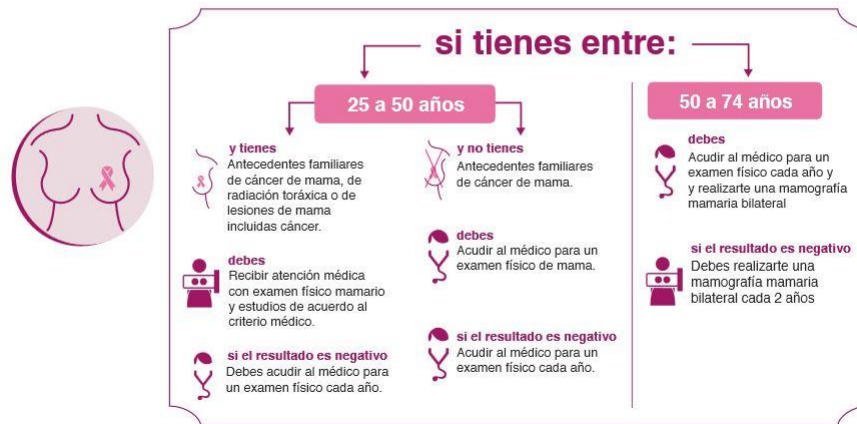 si tienes entre:
25 a 50 años
y tienes
Antecedentes familiares
de cáncer de mama, de
radiación toráxica o de
lesiones de mama
incluidas cáncer.
debes
Recibir atención médica
con examen físico mamario
y estudios de acuerdo al
criterio médico.
si el resultado es negativo
Debes acudir al médico para
un examen físico cada año.
y no tienes
Antecedentes familiares
de cáncer de mama.
debes
Acudir al médico para un
examen físico de mama.
si el resultado es negativo
Acudir al médico para un
examen físico cada año.
50 a 74 años
debes
Acudir al médico para un
examen físico cada año y
y realizarte una mamografía
mamaria bilateral
si el resultado es negativo
Debes realizarte una
mamografía mamaria
bilateral cada 2 años